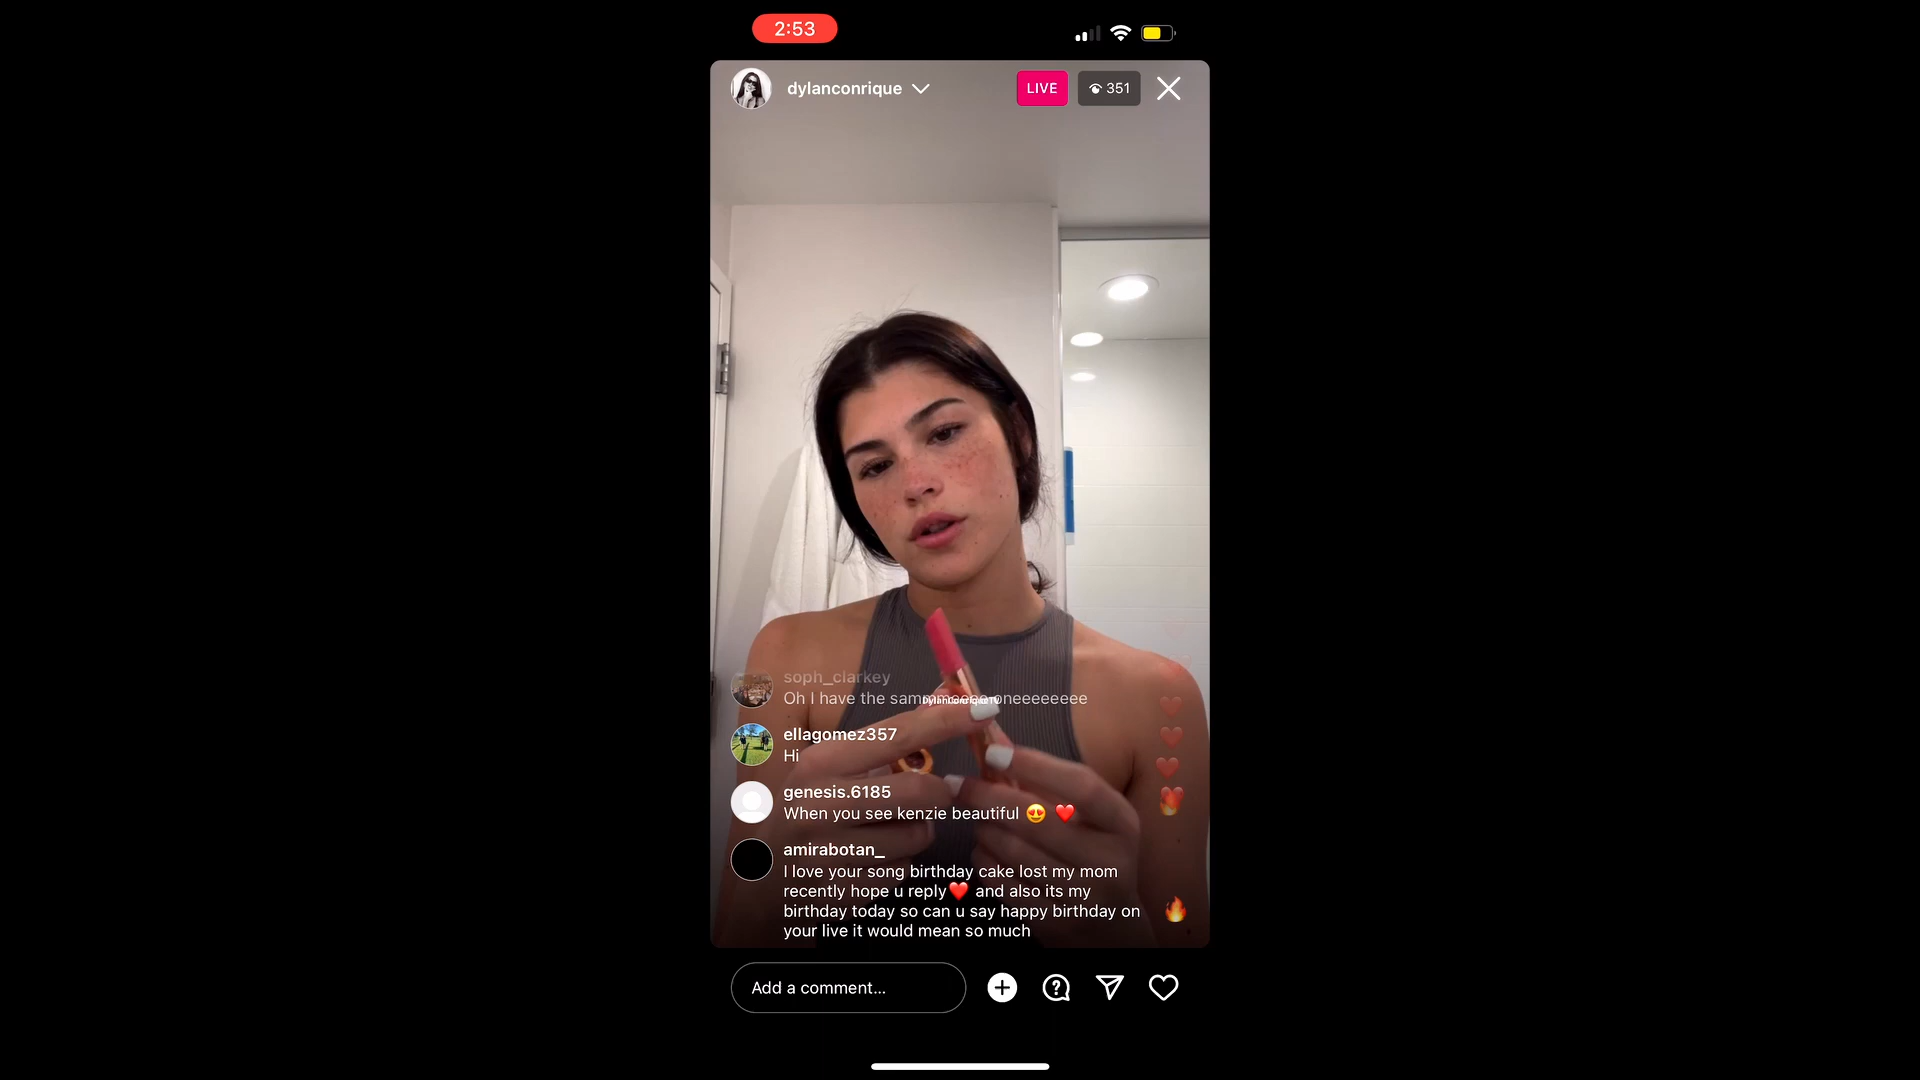 2:53
dylanconrique
LIVE
351
soph_clarkey
Oh I have the sammmeeee oneeeeeeee
DylanConriqueTV
ellagomez357
Hi
genesis.6185
When you see kenzie beautiful 😍 ❤️
amirabotan_
I love your song birthday cake lost my mom
recently hope u reply❤️ and also its my
birthday today so can u say happy birthday on
your live it would mean so much
Add a comment...